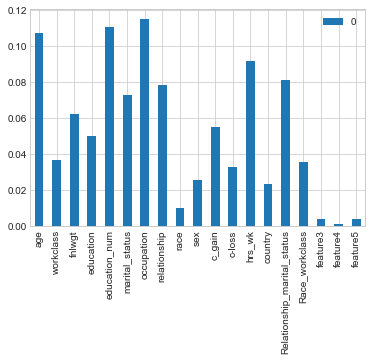 0.12
0.10
0.08
0.06
0.04
0.02
0.00
0
age
workclass
fnlwgt
education
education_num
marital_status
occupation
relationship
race
sex
c_gain
c-loss
hrs_wk
country
Relationship_marital_status
Race_workclass
feature3
feature4
feature5